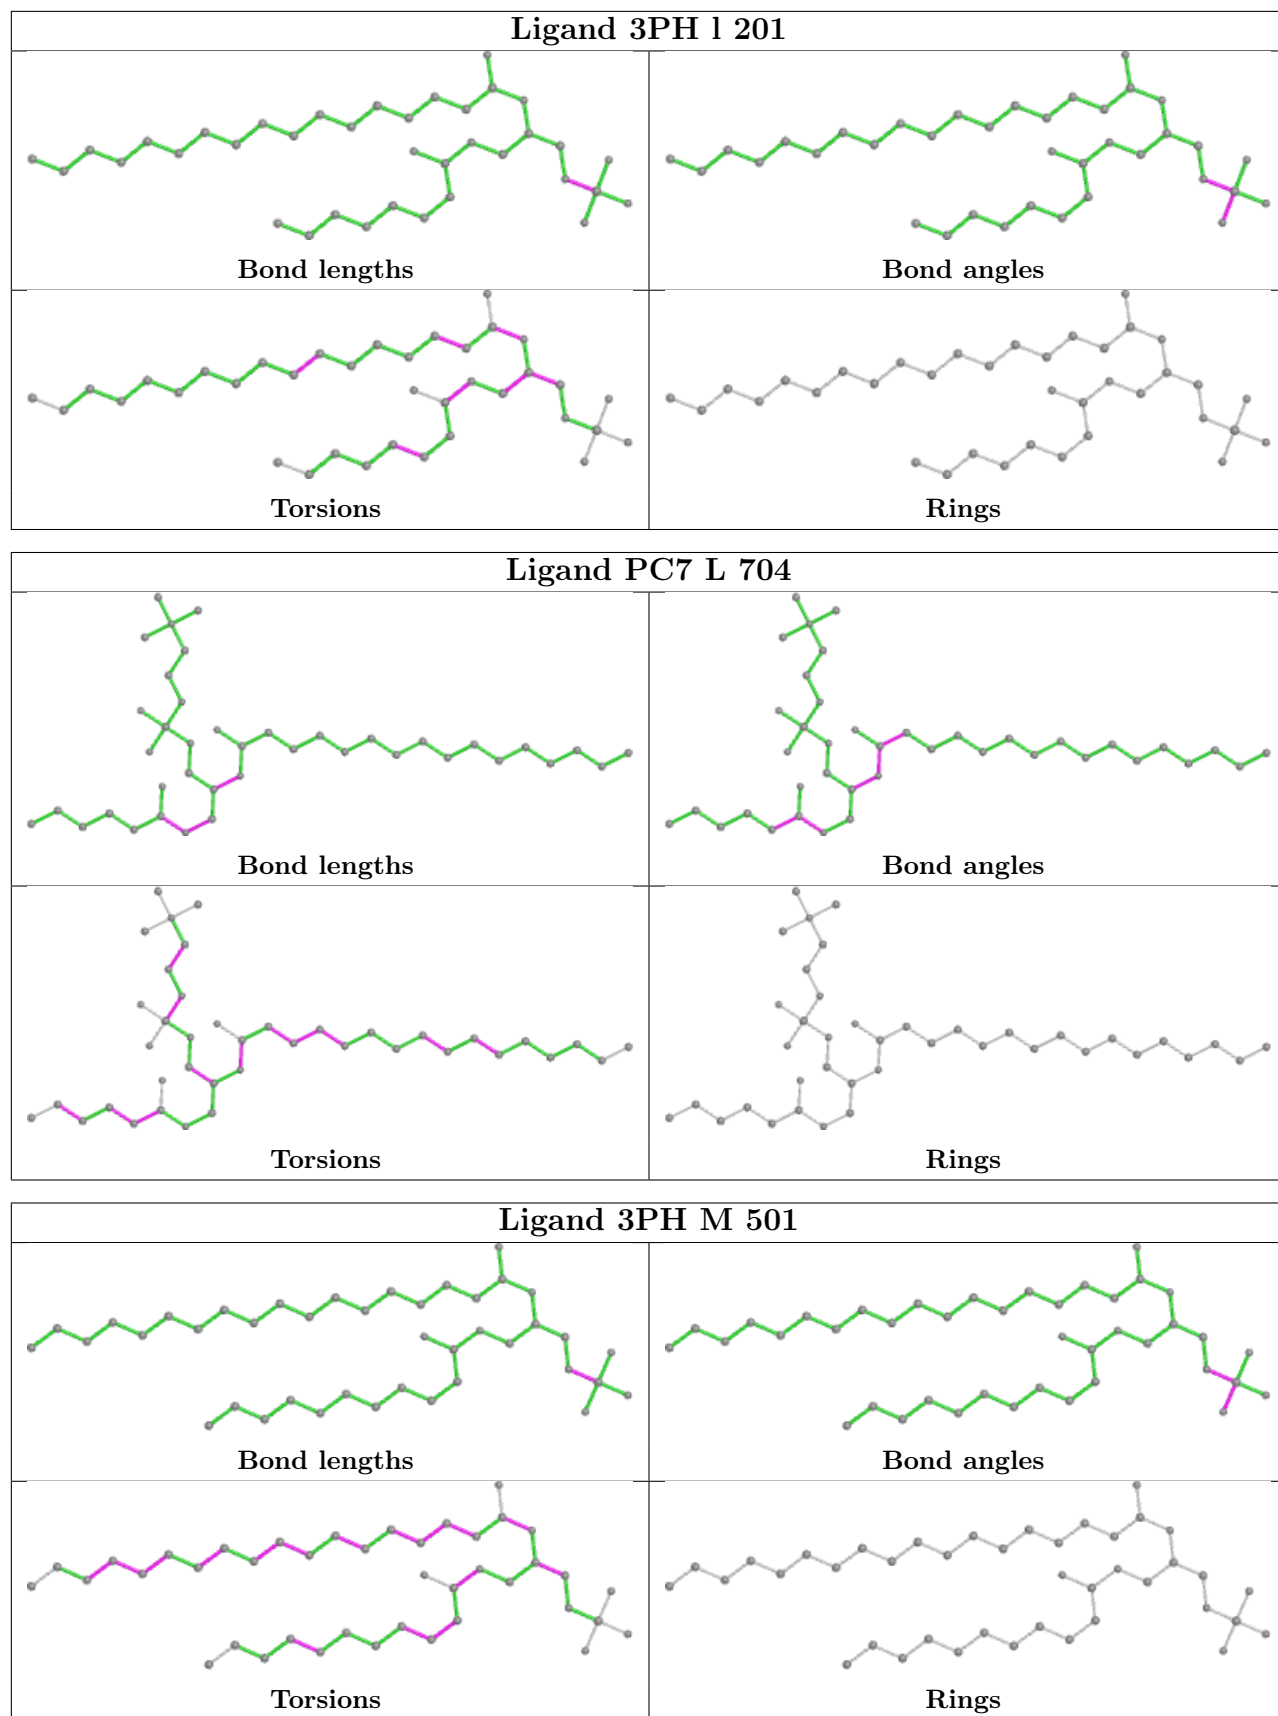 Ligand 3PH l 201
Bond lengths
Bond angles
Torsions
Rings
Ligand PC7 L 704
Bond lengths
Bond angles
Torsions
Rings
Ligand 3PH M 501
Bond lengths
Bond angles
Torsions
Rings